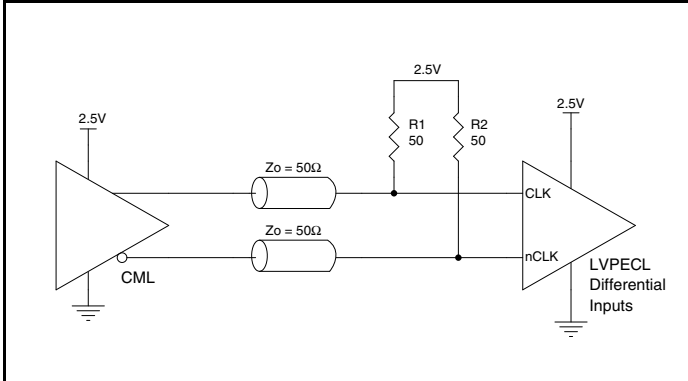 2.5V
2.5V
R1
50
R2
50
2.5V
Zo = 50Ω
CLK
Zo = 50Ω
nCLK
CML
LVPECL
Differential
Inputs